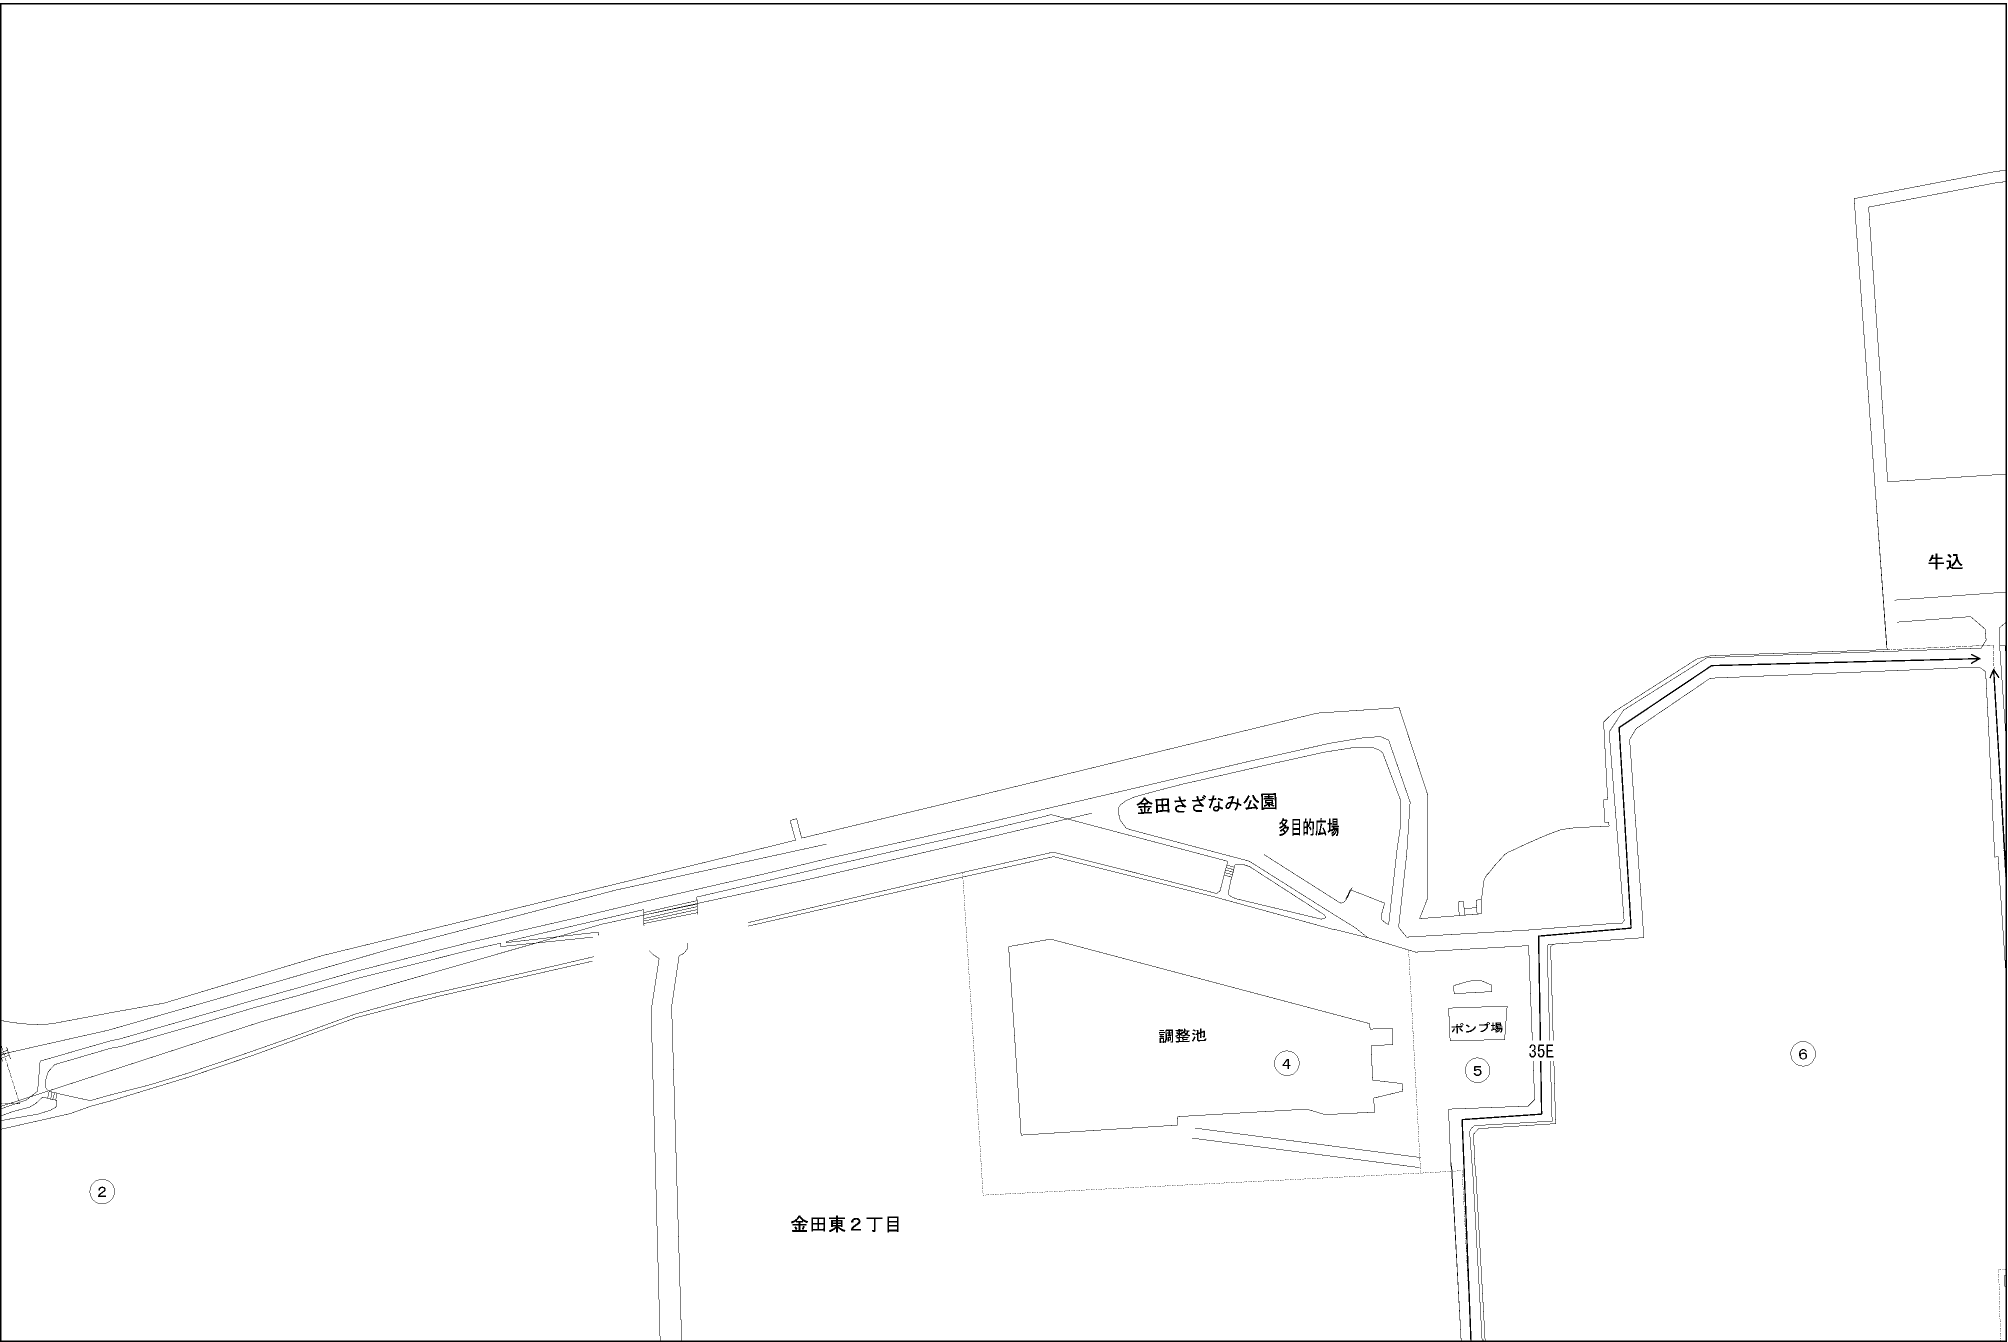 牛込
金田さざなみ公園
多目的広場
ポンプ場
調整池
35E
④
⑤
⑥
②
金田東２丁目